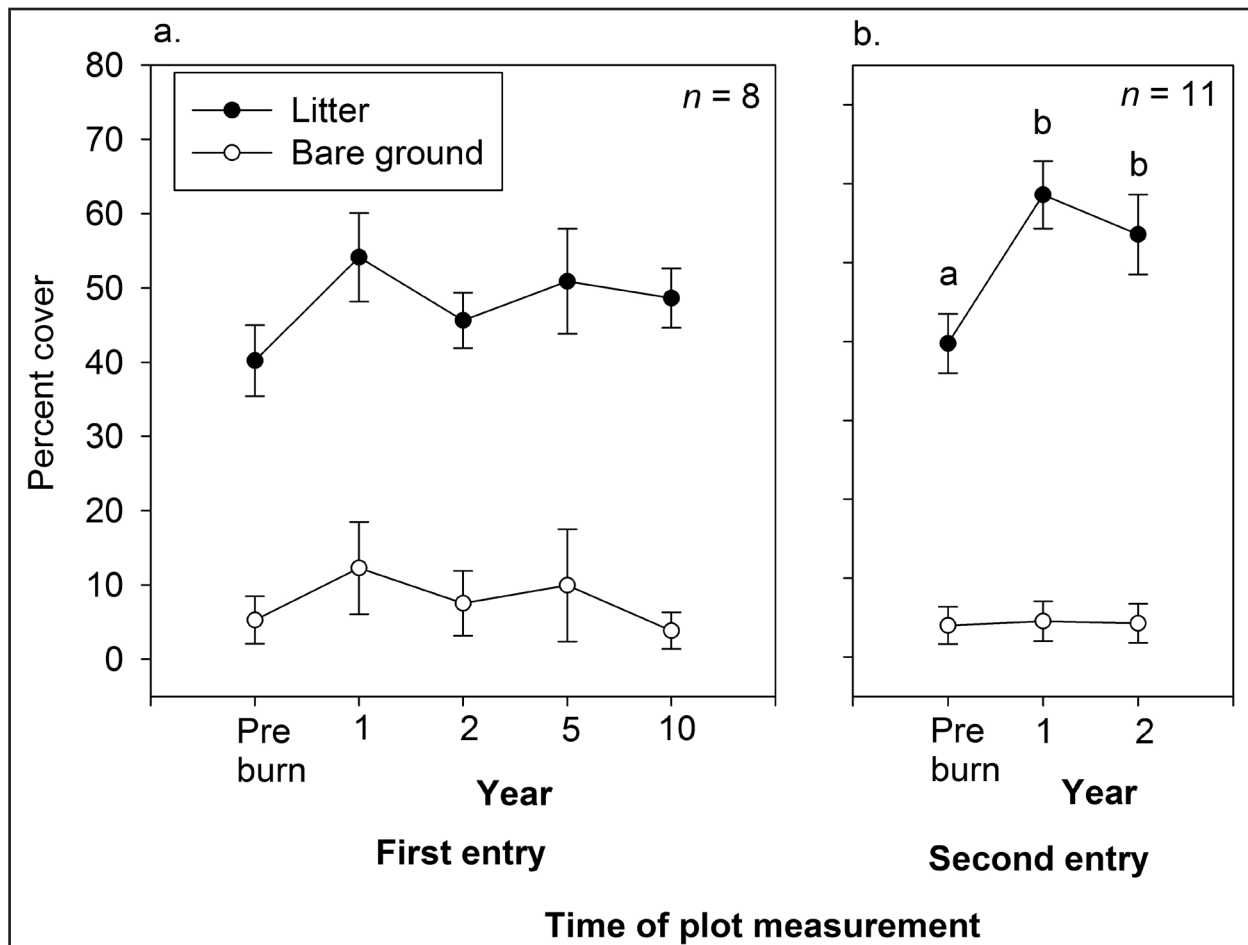 a.
b.
80
70
60
50
40
30
20
10
0
Percent cover
Litter
Bare ground
n = 8
n = 11
a
b
b
Pre
burn
1
2
5
10
Year
First entry
Pre
burn
1
2
Year
Second entry
Time of plot measurement